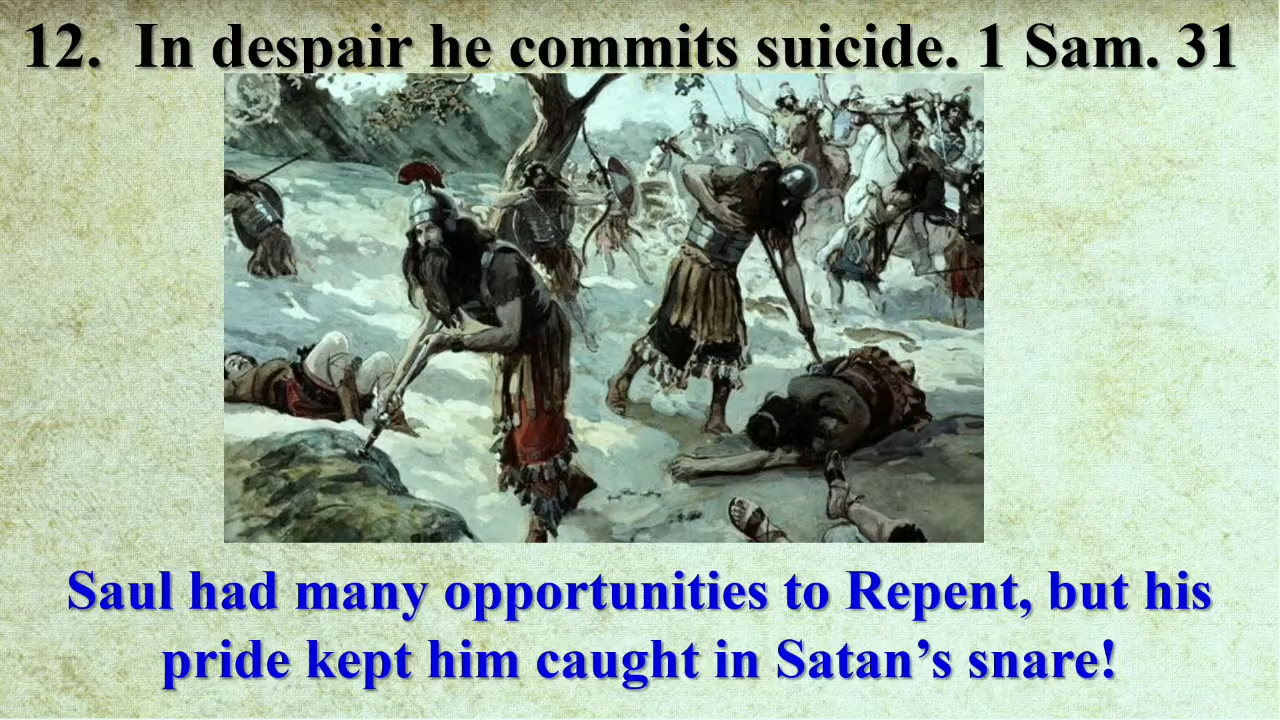 12. In despair he commits suicide. 1 Sam. 31
Saul had many opportunities to Repent, but his
pride kept him caught in Satan’s snare!